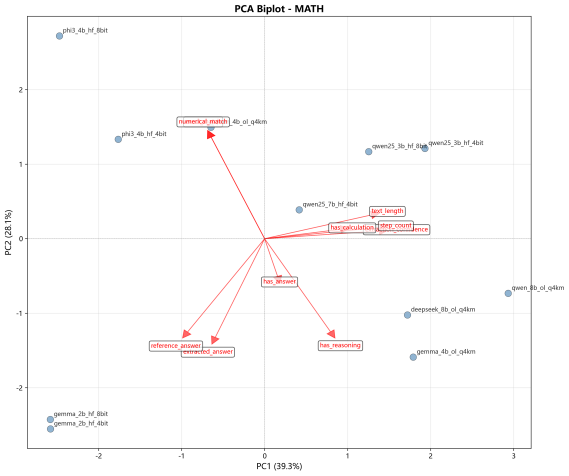 PCA Biplot - MATH
phi3_4b_hf_8bit
numerical_match
4b_ol_q4km
phi3_4b_hf_4bit
qwen25_3b_hf_8bit
qwen25_3b_hf_4bit
qwen25_7b_hf_4bit
text_length
has_calculation
step_count
has_answer
qwen_8b_ol_q4km
deepseek_8b_ol_q4km
reference_answer
extracted_answer
has_reasoning
gemma_4b_ol_q4km
gemma_2b_hf_8bit
gemma_2b_hf_4bit
2
1
0
-1
-2
-2
-1
0
1
2
3
PC2 (28.1%)
PC1 (39.3%)